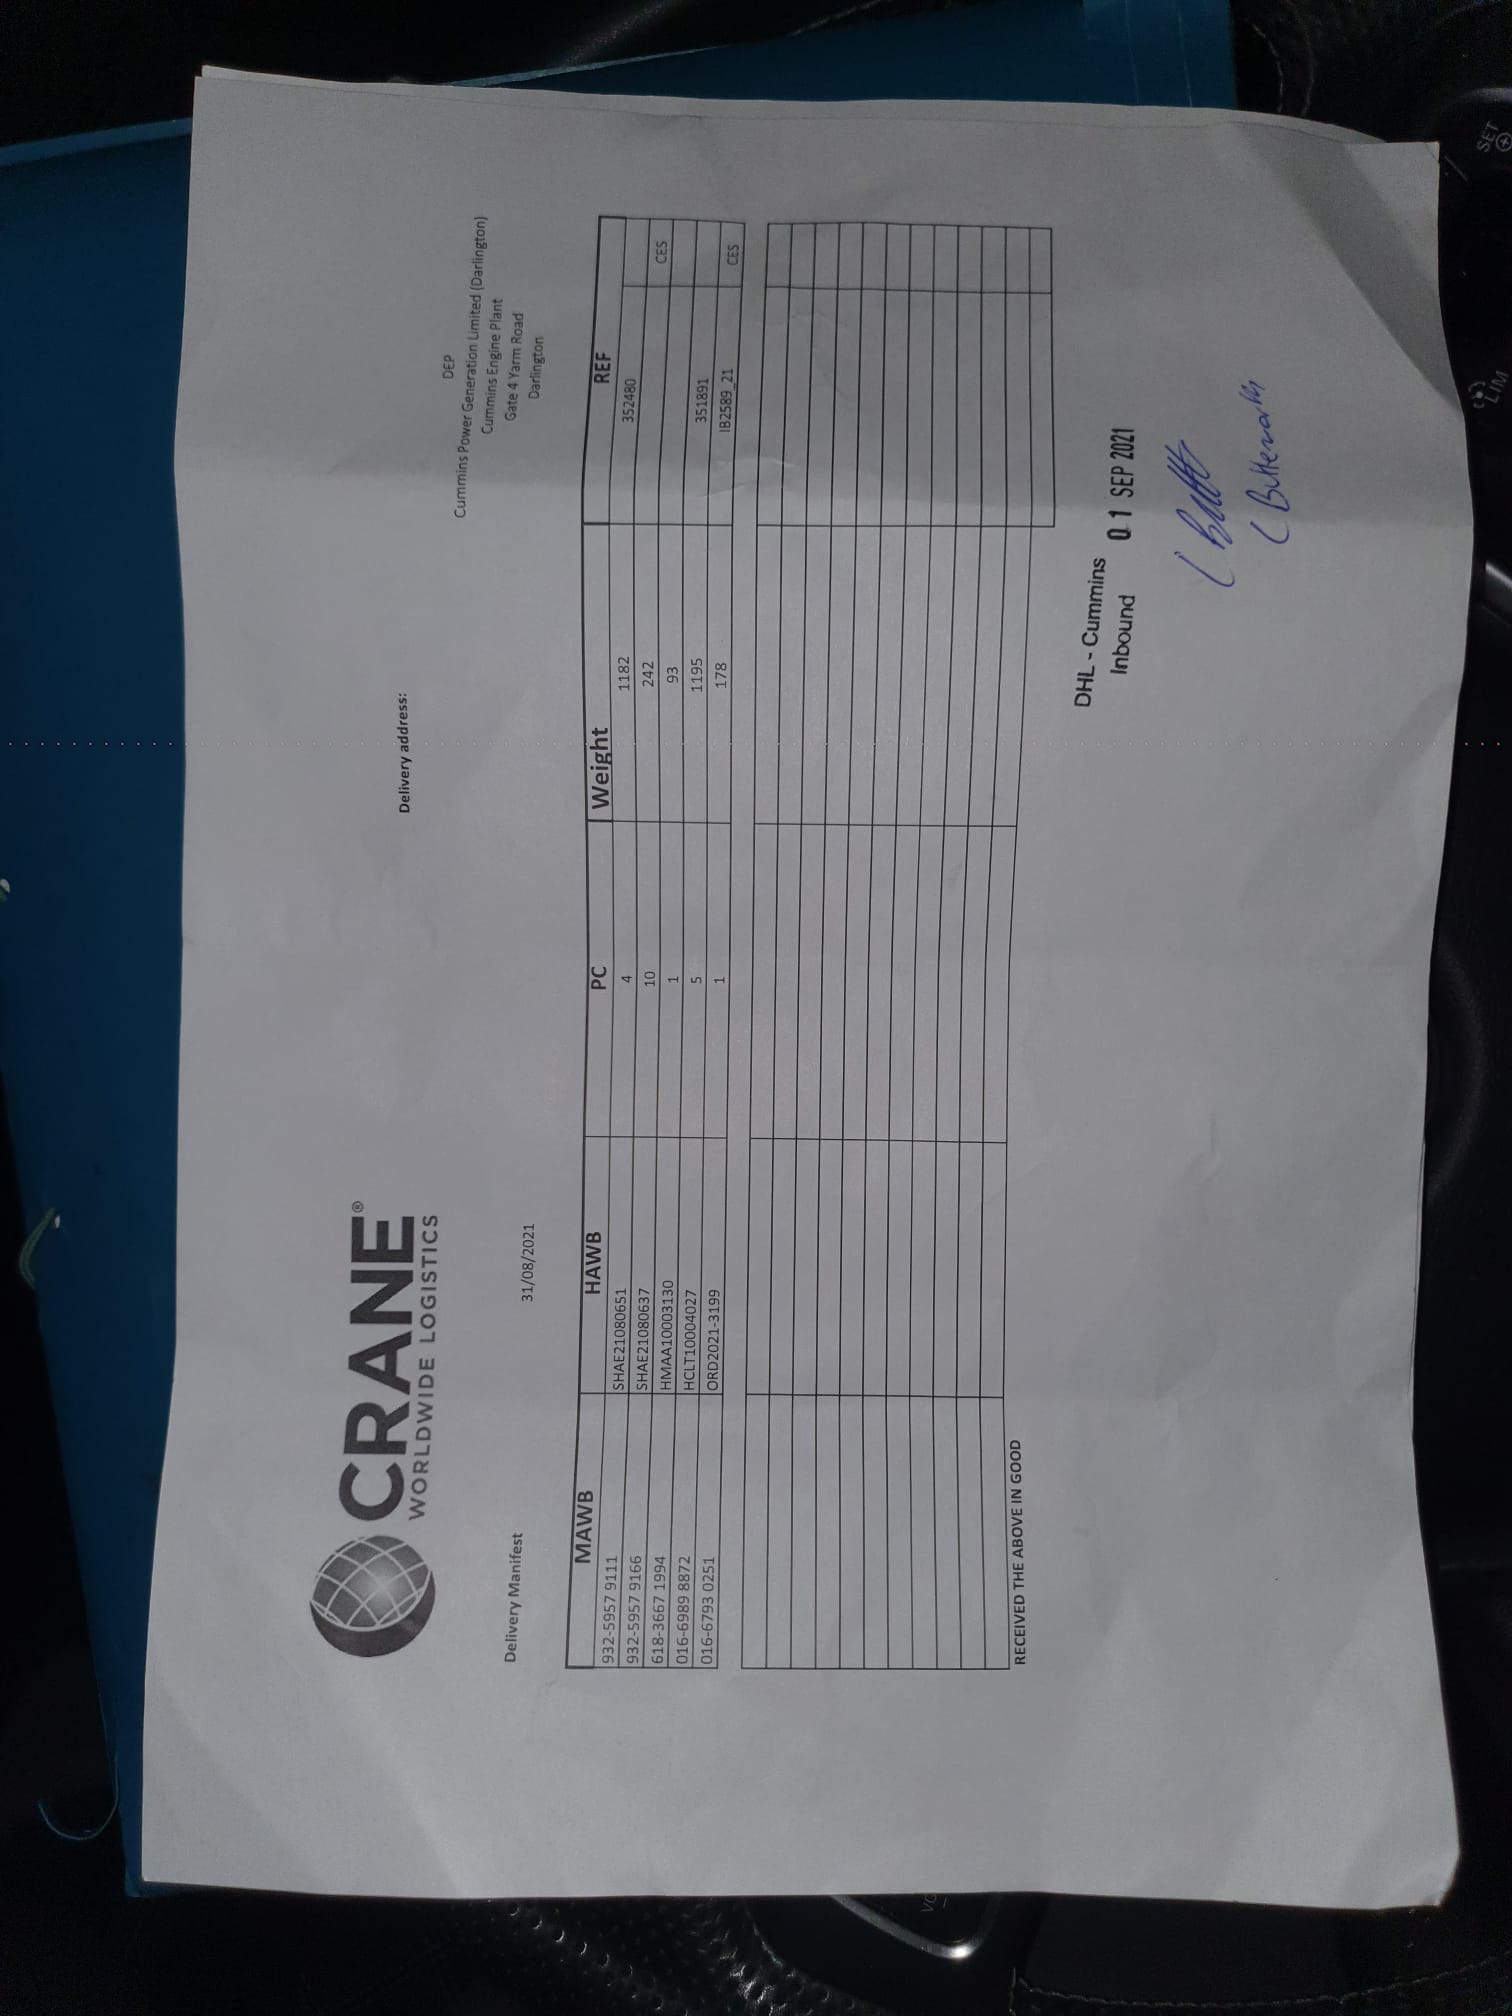 CRANE®
WORLDWIDE LOGISTICS
Delivery address:
DEP
Cummins Power Generation Limited (Darlington)
Cummins Engine Plant
Gate 4 Yarm Road
Darlington
Delivery Manifest
31/08/2021
MAWB HAWB PC Weight REF
932-5957 9111 SHAE21080651 4 1182 352480
932-5957 9166 SHAE21080637 10 242
618-3667 1994 HMAA10003130 1 93 CES
016-6989 8872 HCLT10004027 5 1195 351891
016-6793 0251 ORD2021-3199 1 178 IB2589_21 CES
RECEIVED THE ABOVE IN GOOD
DHL - Cummins
Inbound 01 SEP 2021
SET
LIM